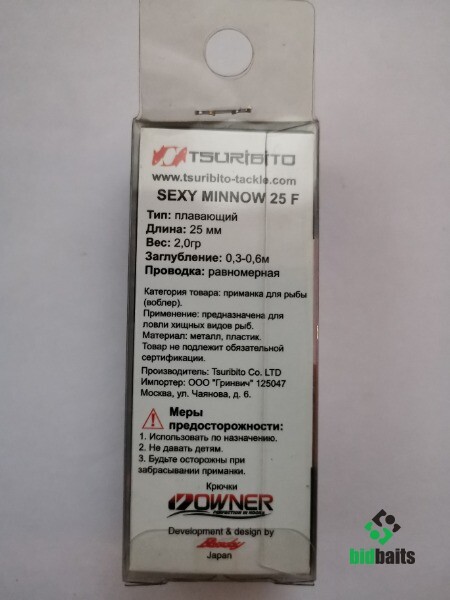 TSURIBITO
www.tsuribito-tackle.com
SEXY MINNOW 25 F
Тип: плавающий
Длина: 25 мм
Вес: 2,0гр
Заглубление: 0,3-0,6м
Проводка: равномерная
Категория товара: приманка для рыбы
(воблер).
Применение: предназначена для
ловли хищных видов рыб.
Материал: металл, пластик.
Товар не подлежит обязательной
сертификации.
Производитель: Tsuribito Co. LTD
Импортер: ООО "Гринвич" 125047
Москва, ул. Чаянова, д. 6.
Меры
предосторожности:
1. Использовать по назначению.
2. Не давать детям.
3. Будьте осторожны при
забрасывании приманки.
Крючки
OWNER
PERFECTION IN HOOKS
Development & design by
Japan
bidbaits